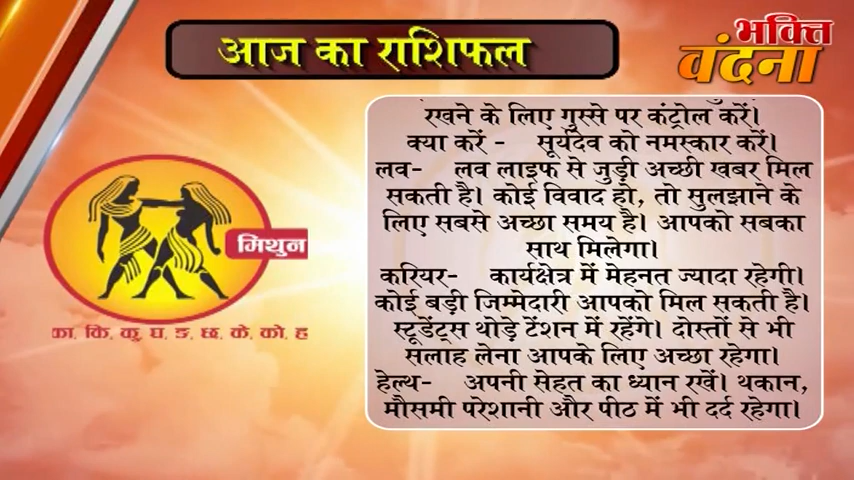 आज का राशिफल
भक्ति
वंदना
रखने के लिए गुस्से पर कंट्रोल करें।
क्या करें - सूर्यदेव को नमस्कार करें।
लव- लव लाइफ से जुड़ी अच्छी खबर मिल
सकती है। कोई विवाद हो, तो सुलझाने के
लिए सबसे अच्छा समय है। आपको सबका
साथ मिलेगा।
करियर- कार्यक्षेत्र में मेहनत ज्यादा रहेगी।
कोई बड़ी जिम्मेदारी आपको मिल सकती है।
स्टूडेंट्स थोड़े टेंशन में रहेंगे। दोस्तों से भी
सलाह लेना आपके लिए अच्छा रहेगा।
हेल्थ- अपनी सेहत का ध्यान रखें। थकान,
मौसमी परेशानी और पीठ में भी दर्द रहेगा।
मिथुन
का, कि, कु, घ, ङ, छ, के, को, ह